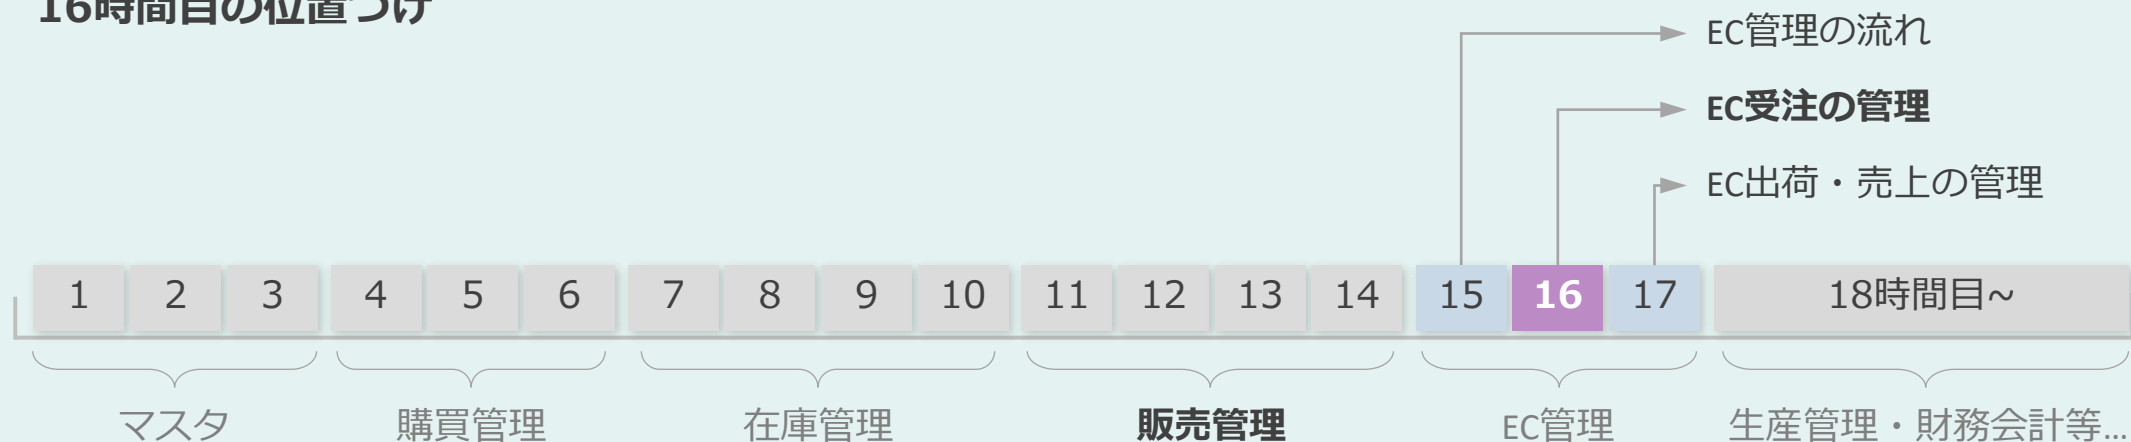 16時間目の位置づけ
EC管理の流れ
EC受注の管理
EC出荷・売上の管理
1 2 3 4 5 6 7 8 9 10 11 12 13 14 15 16 17 18時間目~
マスタ 購買管理 在庫管理 販売管理 EC管理 生産管理・財務会計等…